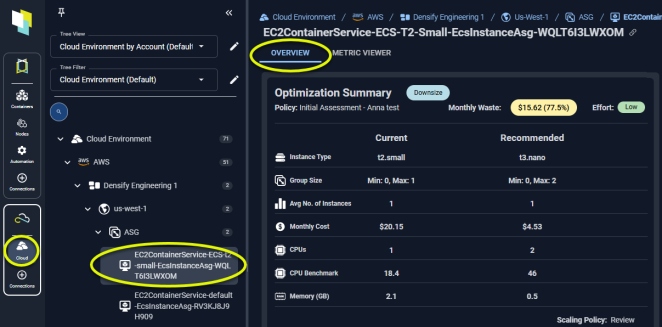 Containers
Nodes
Automation
Connections
Cloud
Connections
Tree View
Cloud Environment by Account (Defaul
Tree Filter
Cloud Environment (Default)
Cloud Environment
71
AWS
51
Densify Engineering 1
2
us-west-1
2
ASG
2
EC2ContainerService-ECS-t2
-small-EcsInstanceAsg-WQL
T6I3LWXOM
EC2ContainerService-default
-EcsInstanceAsg-RV3KJ8J9
H909
Cloud Environment / AWS / Densify Engineering 1 / US-West-1 / ASG / EC2Contai
EC2ContainerService-ECS-T2-Small-EcsInstanceAsg-WQLT6I3LWXOM
OVERVIEW METRIC VIEWER
Optimization Summary Downsize
Policy: Initial Assessment - Anna test Monthly Waste: $15.62 (77.5%) Effort: Low
Current Recommended
Instance Type t2.small t3.nano
Group Size Min: 0, Max: 1 Min: 0, Max: 2
Avg No. of Instances 1 1
Monthly Cost $20.15 $4.53
CPUs 1 2
CPU Benchmark 18.4 46
Memory (GB) 2.1 0.5
Scaling Policy: Review